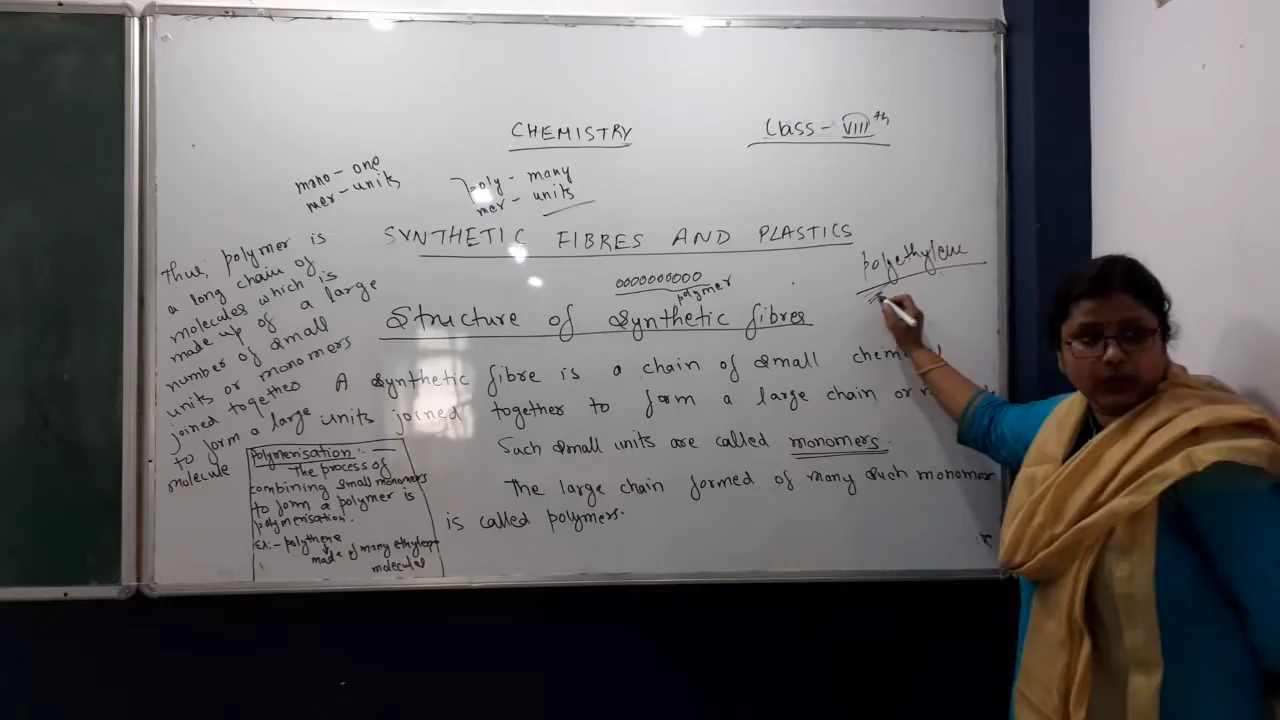 CHEMISTRY
Class - VIII th
mono - one
mer - units
poly - many
mer - units
SYNTHETIC FIBRES AND PLASTICS
polyethylene
polymer
Structure of Synthetic fibres
Thus, polymer is
a long chain of
molecules which is
made up of a large
number of small
units or monomers
joined together
to form a large
molecule
A synthetic fibre is a chain of small
units joined together to form a large chain or
Such small units are called monomers.
The large chain formed of many such monomer
is called polymers.
Polymerisation :-
The process of
combining small monomers
to form a polymer is
polymerisation.
Ex:- polythene
made of many ethylene